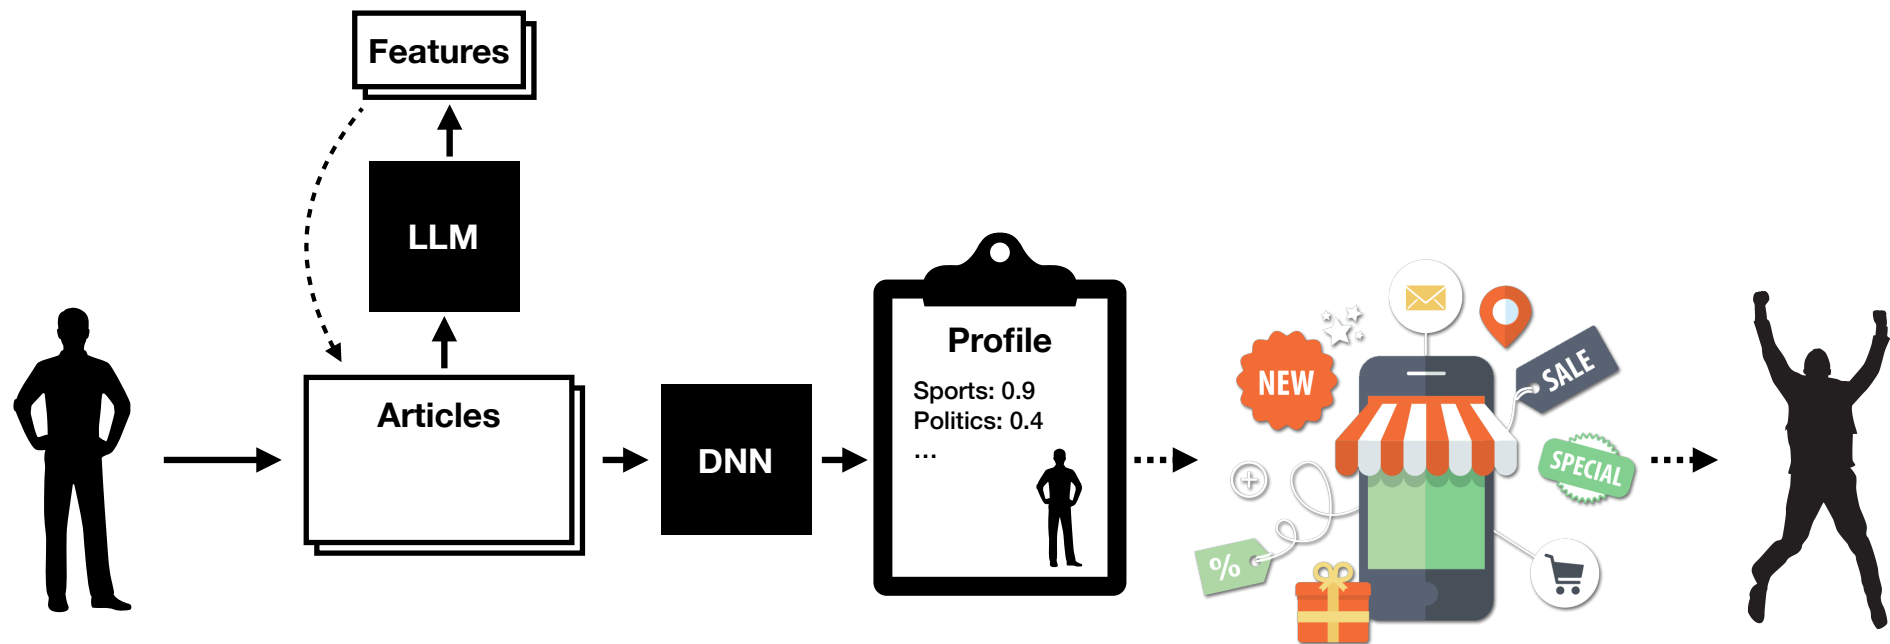 Features
LLM
Articles
DNN
Profile
Sports: 0.9
Politics: 0.4
...
NEW
SALE
SPECIAL
%